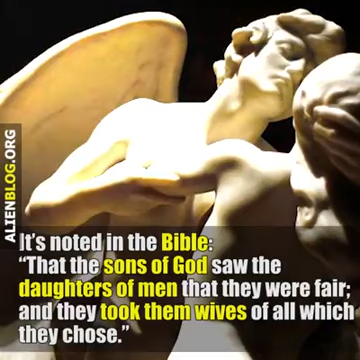 ALIENBLOG.ORG
It's noted in the Bible:
“That the sons of God saw the
daughters of men that they were fair;
and they took them wives of all which
they chose.”